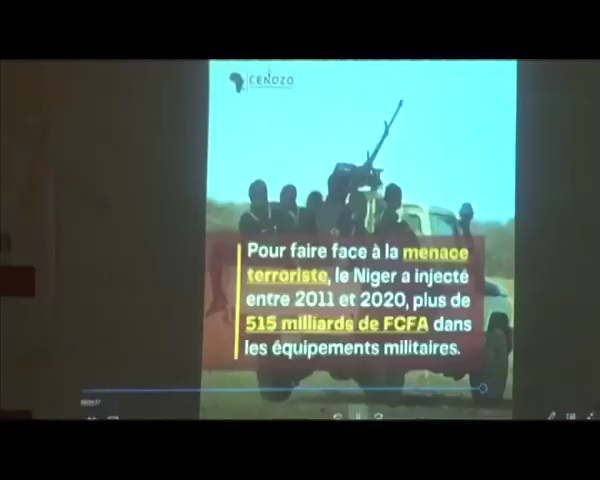 CENOZO
Pour faire face à la menace
terroriste, le Niger a injecté
entre 2011 et 2020, plus de
515 milliards de FCFA dans
les équipements militaires.